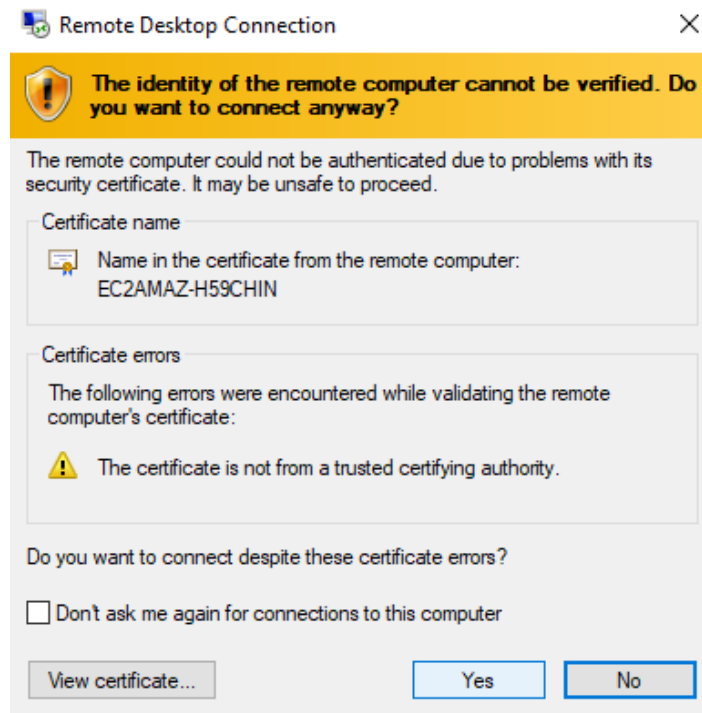 Remote Desktop Connection
The identity of the remote computer cannot be verified. Do
you want to connect anyway?
The remote computer could not be authenticated due to problems with its
security certificate. It may be unsafe to proceed.
Certificate name
Name in the certificate from the remote computer:
EC2AMAZ-H59CHIN
Certificate errors
The following errors were encountered while validating the remote
computer's certificate:
The certificate is not from a trusted certifying authority.
Do you want to connect despite these certificate errors?
Don't ask me again for connections to this computer
View certificate... Yes No